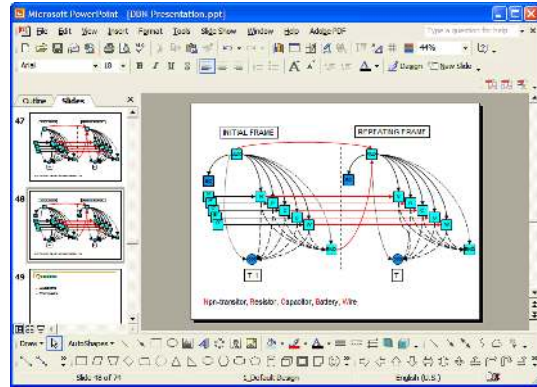 Microsoft PowerPoint - [DBN Presentation.ppt]
File Edit View Insert Format Tools Slide Show Window Help Adobe PDF
Type a question for help
44%
Arial 18 B I U S A A A Design New Slide
Outline Slides
47
48
49
INITIAL FRAME REPEATING FRAME
T-1 T
Non-transitor, Resistor, Capacitor, Battery, Wire
Draw AutoShapes
Slide 48 of 74 1_Default Design English (U.S.)